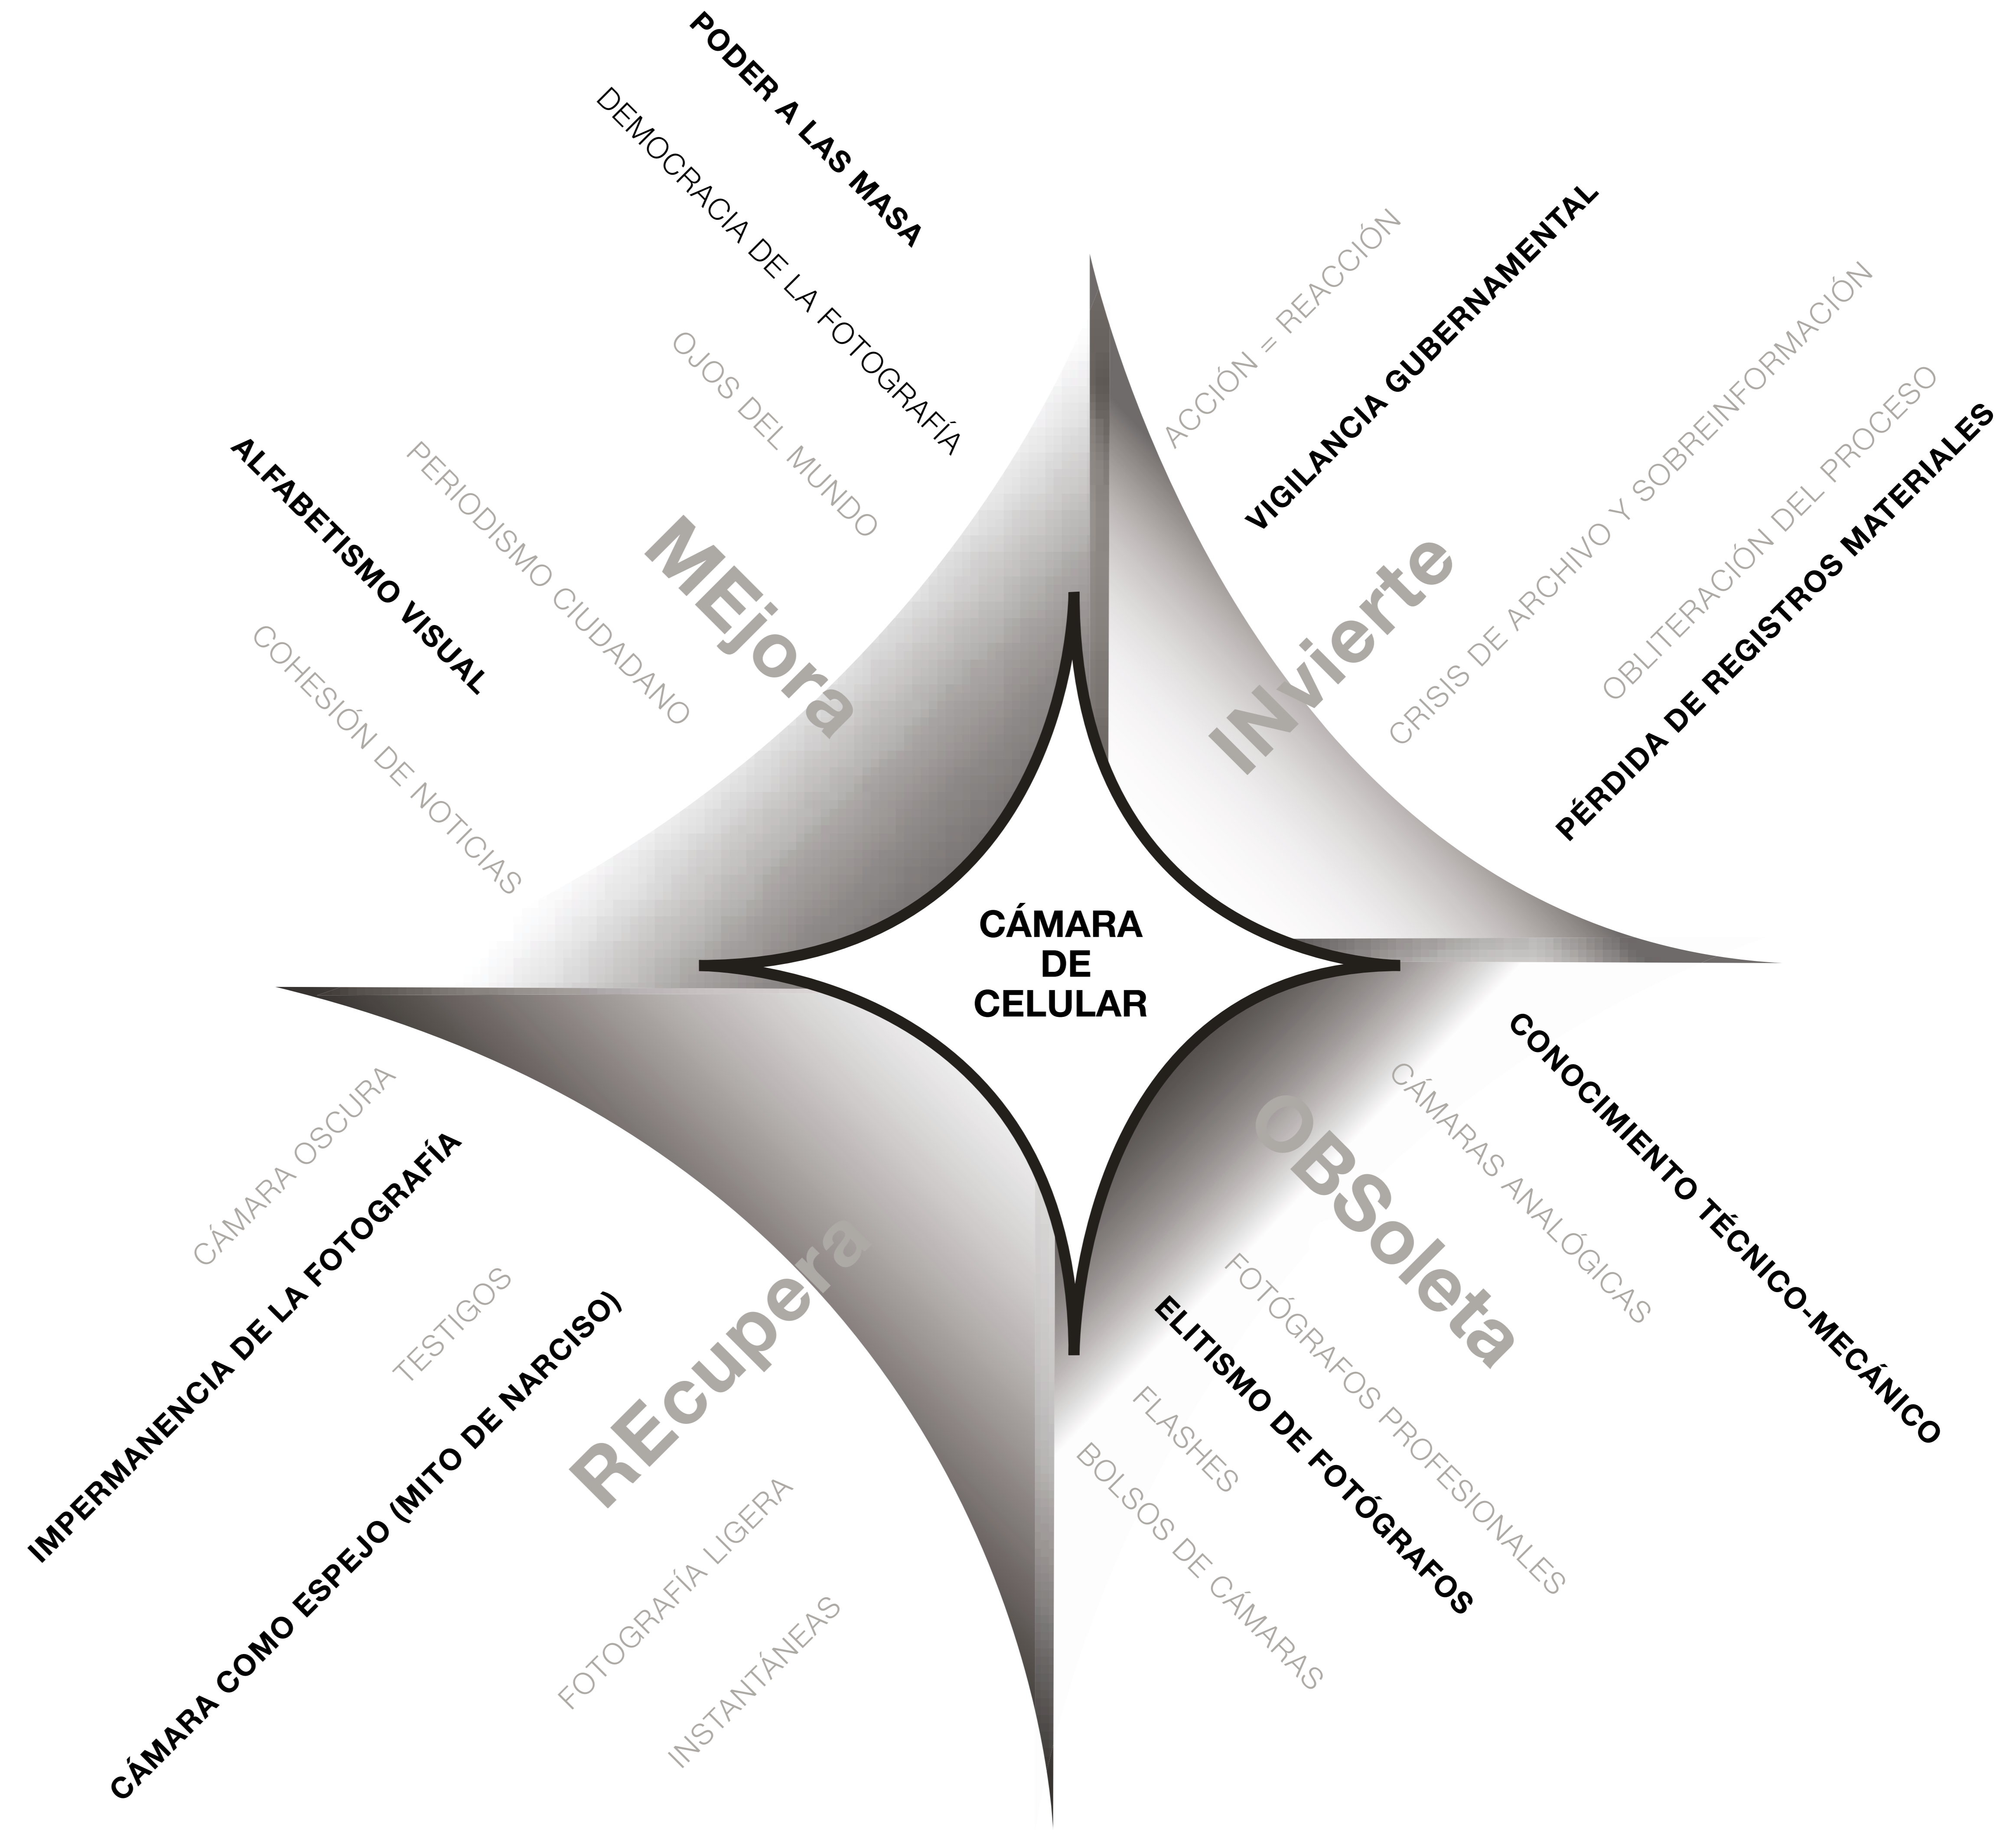 PODER A LAS MASA
DEMOCRACIA DE LA FOTOGRAFÍA
OJOS DEL MUNDO
PERIODISMO CIUDADANO
ALFABETISMO VISUAL
COHESIÓN DE NOTICIAS
MEjora
ACCIÓN = REACCIÓN
VIGILANCIA GUBERNAMENTAL
CRISIS DE ARCHIVO Y SOBREINFORMACIÓN
OBLITERACIÓN DEL PROCESO
PÉRDIDA DE REGISTROS MATERIALES
INvierte
CÁMARA
DE
CELULAR
CÁMARA OSCURA
IMPERMANENCIA DE LA FOTOGRAFÍA
TESTIGOS
CÁMARA COMO ESPEJO (MITO DE NARCISO)
REcupera
FOTOGRAFÍA LIGERA
INSTANTÁNEAS
CONOCIMIENTO TÉCNICO-MECÁNICO
CÁMARAS ANALÓGICAS
OBSoleta
FOTÓGRAFOS PROFESIONALES
ELITISMO DE FOTÓGRAFOS
FLASHES
BOLSOS DE CÁMARAS